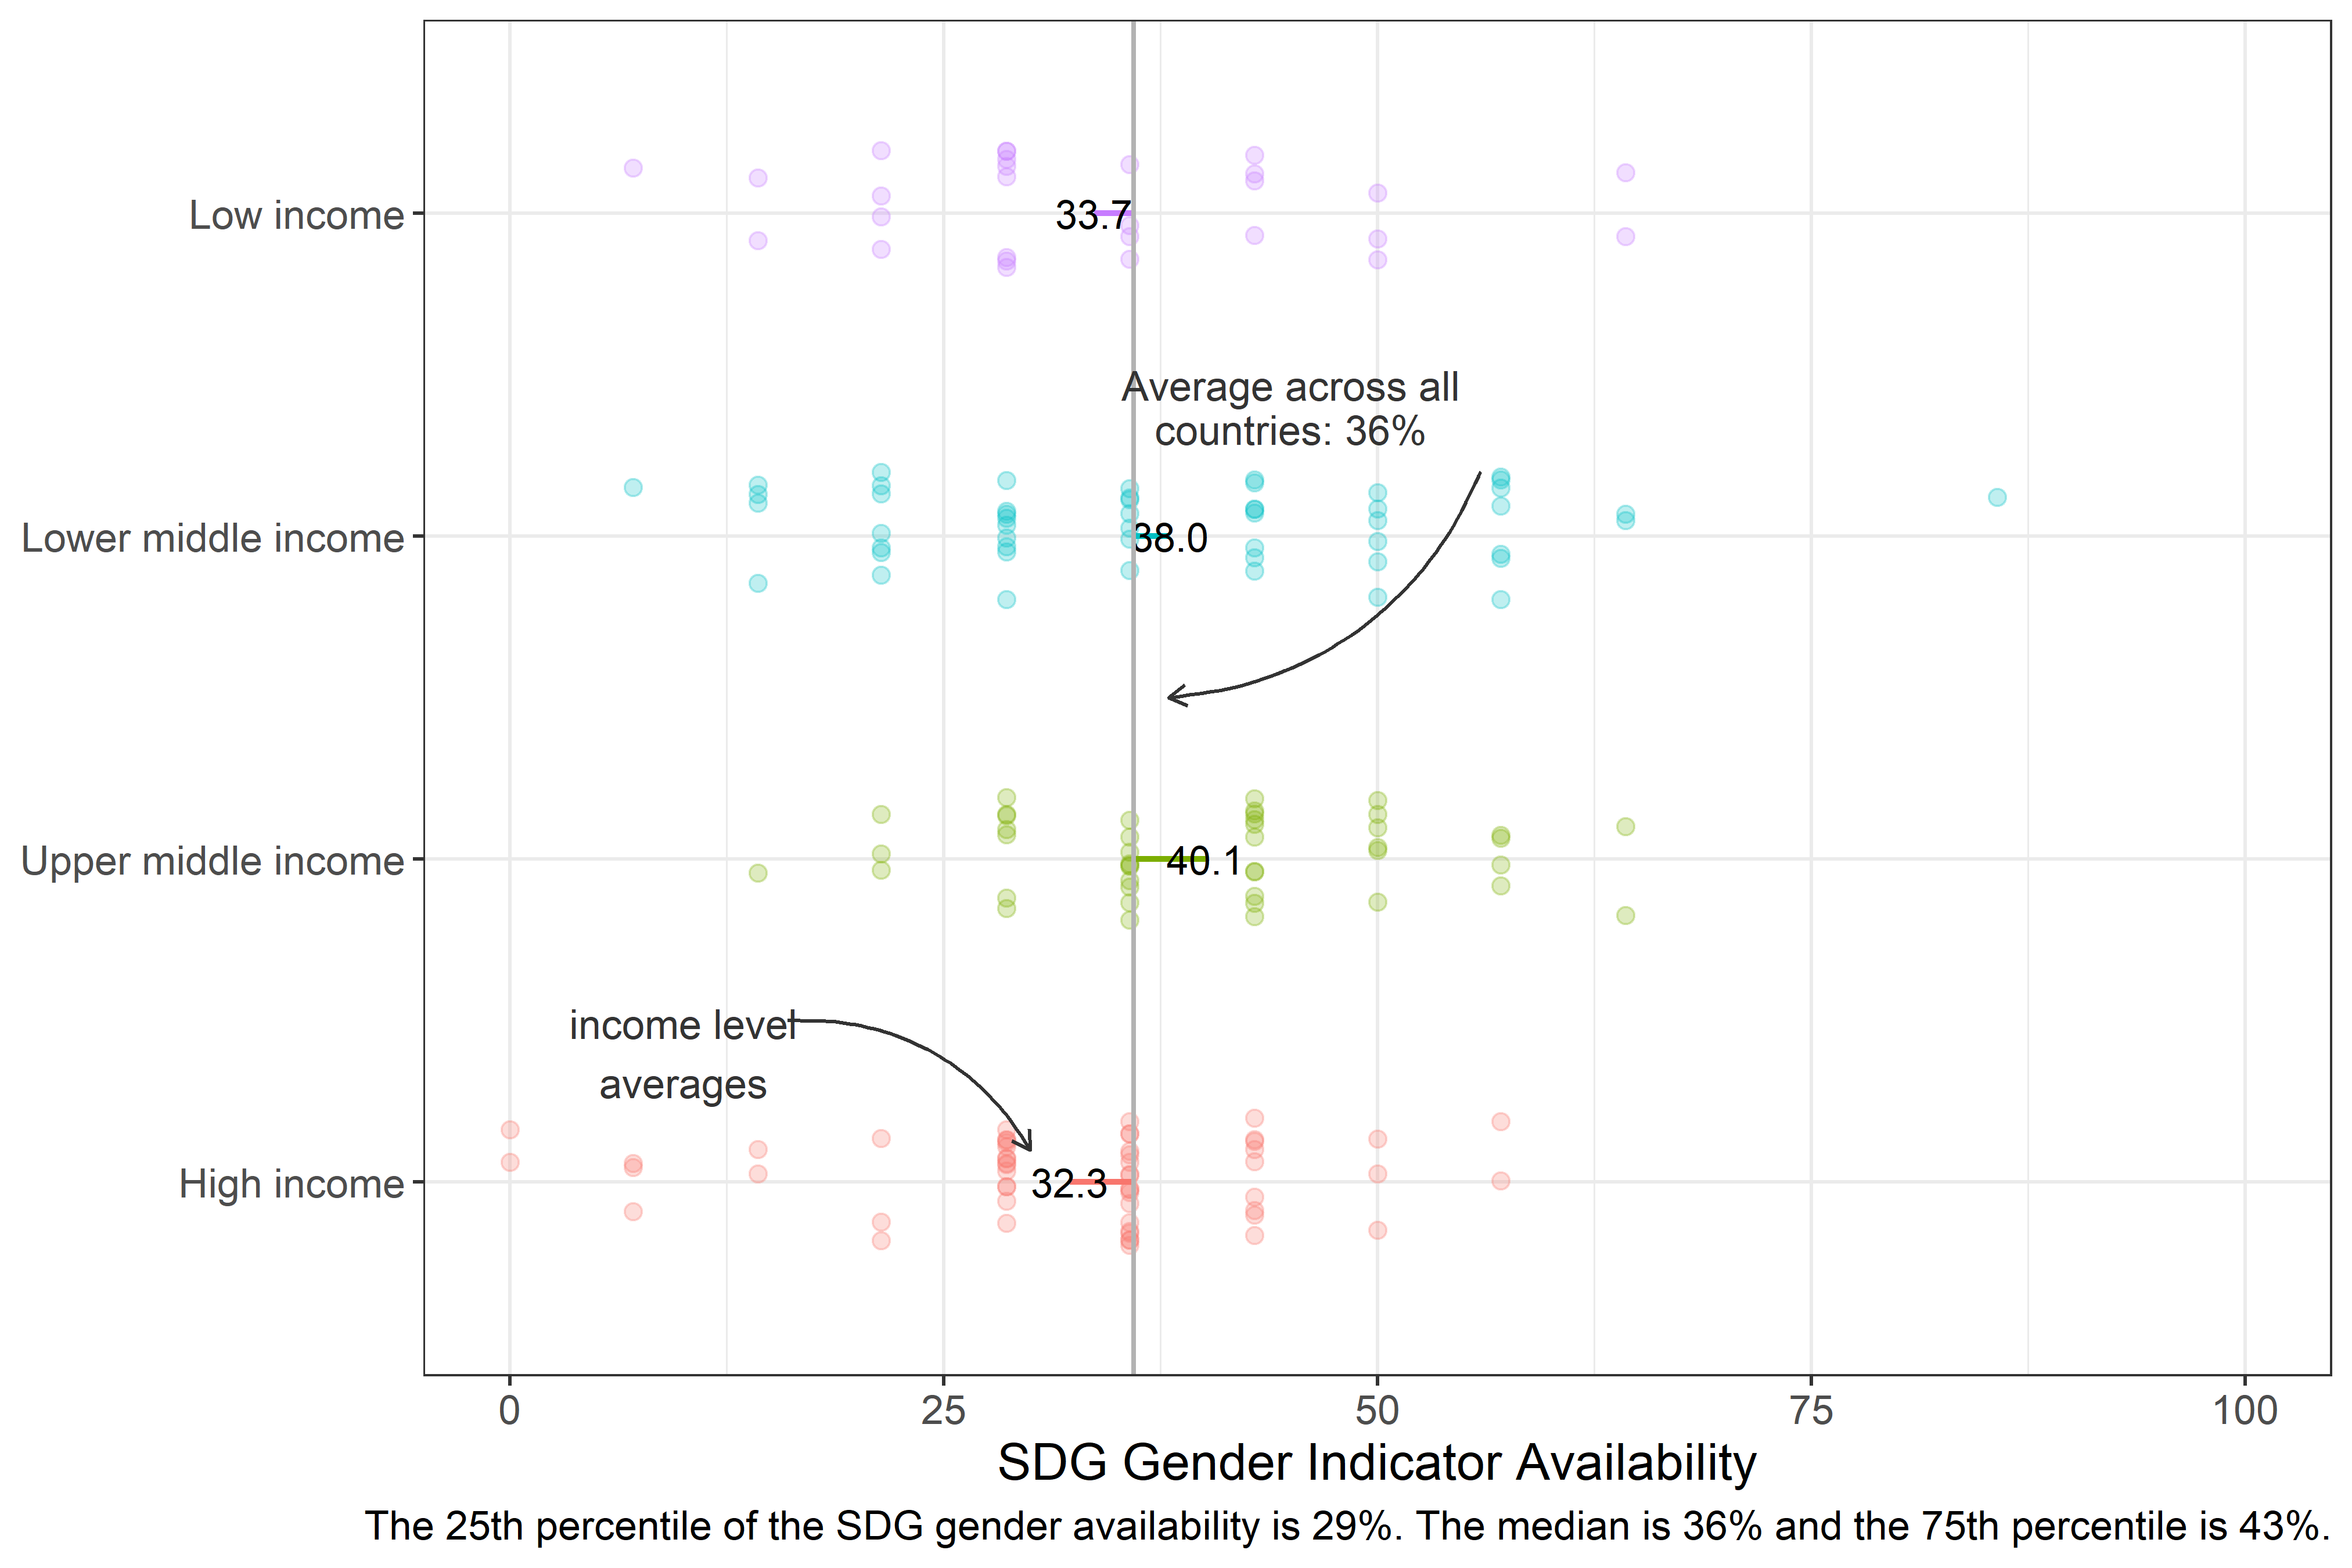 Low income
33.7
Average across all
countries: 36%
Lower middle income
38.0
Upper middle income
40.1
income level
averages
High income
32.3
0 25 50 75 100
SDG Gender Indicator Availability
The 25th percentile of the SDG gender availability is 29%. The median is 36% and the 75th percentile is 43%.